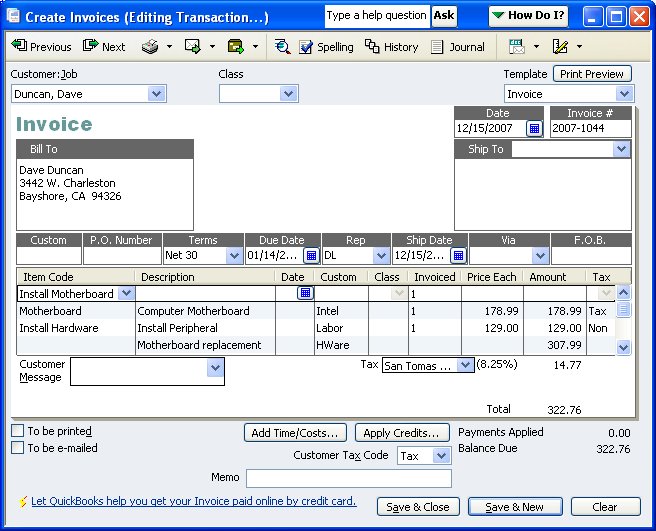 Create Invoices (Editing Transaction...) Type a help question Ask How Do I?
Previous Next Spelling History Journal
Customer:Job Class Template Print Preview
Duncan, Dave Invoice
Invoice Date Invoice #
12/15/2007 2007-1044
Bill To Ship To
Dave Duncan
3442 W. Charleston
Bayshore, CA 94326
Custom P.O. Number Terms Due Date Rep Ship Date Via F.O.B.
Net 30 01/14/2... DL 12/15/2...
Item Code Description Date Custom Class Invoiced Price Each Amount Tax
Install Motherboard 1
Motherboard Computer Motherboard Intel 1 178.99 178.99 Tax
Install Hardware Install Peripheral Labor 1 129.00 129.00 Non
Motherboard replacement HWare 307.99
Customer Message Tax San Tomas ... (8.25%) 14.77
Total 322.76
To be printed Add Time/Costs... Apply Credits... Payments Applied 0.00
To be e-mailed Customer Tax Code Tax Balance Due 322.76
Memo
Let QuickBooks help you get your Invoice paid online by credit card. Save & Close Save & New Clear